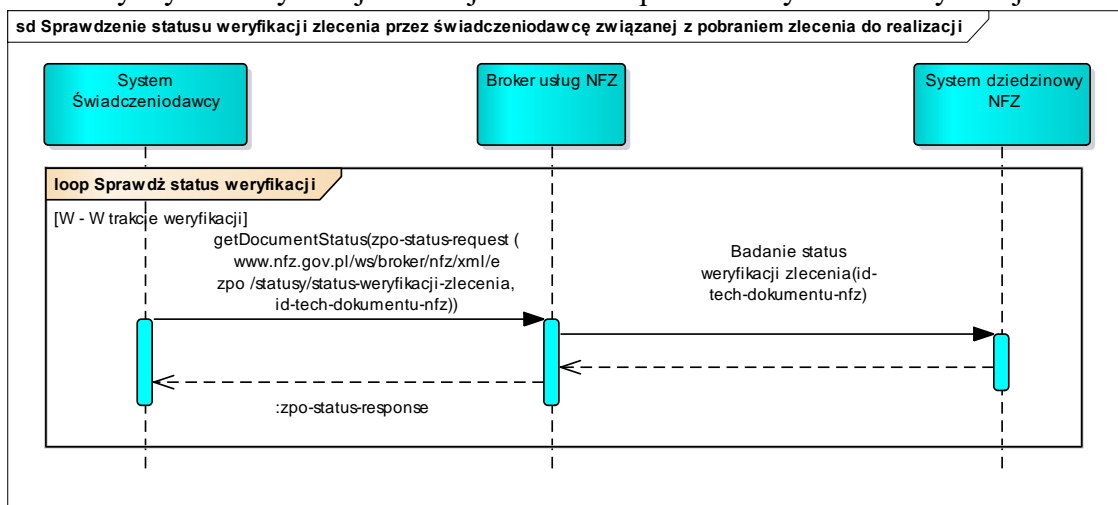 sd Sprawdzenie statusu weryfikacji zlecenia przez świadczeniodawcę związanej z pobraniem zlecenia do realizacji
System
Świadczeniodawcy
Broker usług NFZ
System dziedzinowy
NFZ
loop Sprawdż status weryfikacji
[W - W trakcie weryfikacji]
getDocumentStatus(zpo-status-request (
www.nfz.gov.pl/ws/broker/nfz/xml/e
zpo /statusy/status-weryfikacji-zlecenia,
id-tech-dokumentu-nfz))
Badanie status
weryfikacji zlecenia(id-
tech-dokumentu-nfz)
:zpo-status-response